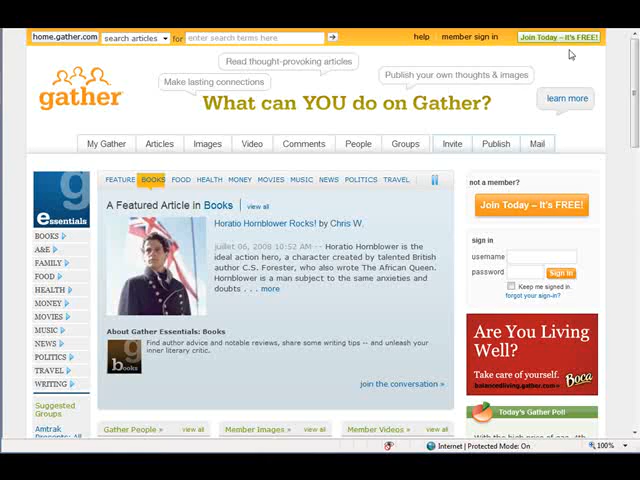 home.gather.com search articles for enter search terms here help member sign in Join Today – It's FREE!
Read thought-provoking articles
Make lasting connections
Publish your own thoughts & images
gather
What can YOU do on Gather?
learn more
My Gather Articles Images Video Comments People Groups Invite Publish Mail
g
essentials
BOOKS
A&E
FAMILY
FOOD
HEALTH
MONEY
MOVIES
MUSIC
NEWS
POLITICS
TRAVEL
WRITING
Suggested
Groups
Amtrak
Presents: All
FEATURE BOOKS FOOD HEALTH MONEY MOVIES MUSIC NEWS POLITICS TRAVEL
A Featured Article in Books view all
Horatio Hornblower Rocks! by Chris W.
juillet 06, 2008 10:52 AM -- Horatio Hornblower is the
ideal action hero, a character created by talented British
author C.S. Forester, who also wrote The African Queen.
Hornblower is a man subject to the same anxieties and
doubts . . . more
About Gather Essentials: Books
g
books
Find author advice and notable reviews, share some writing tips -- and unleash your
inner literary critic.
join the conversation »
Gather People » view all Member Images » view all Member Videos » view all
not a member?
Join Today – It's FREE!
sign in
username
password Sign in
Keep me signed in.
forgot your sign-in?
Are You Living
Well?
Take care of yourself.
balancedliving.gather.com»
Boca
Today's Gather Poll
Internet | Protected Mode: On 100%